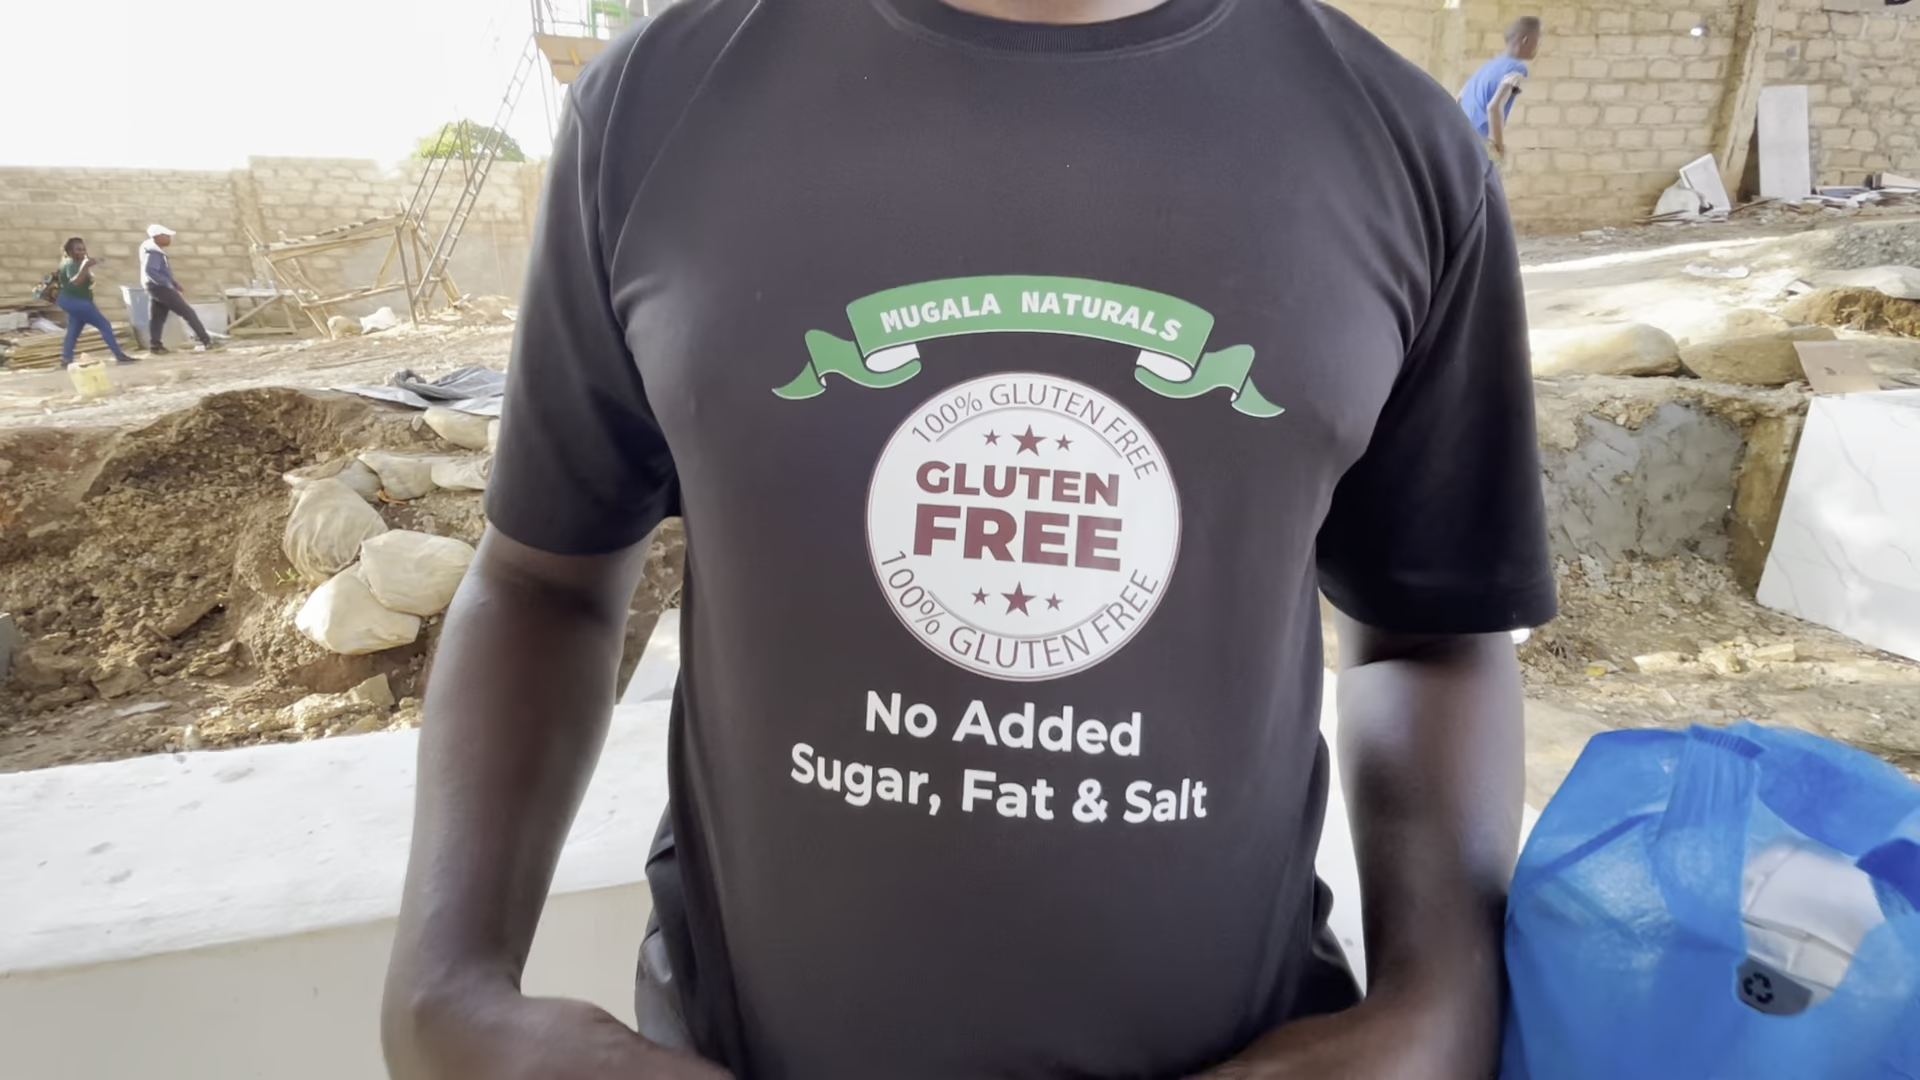 MUGALA NATURALS
100% GLUTEN FREE
GLUTEN
FREE
100% GLUTEN FREE
No Added
Sugar, Fat & Salt